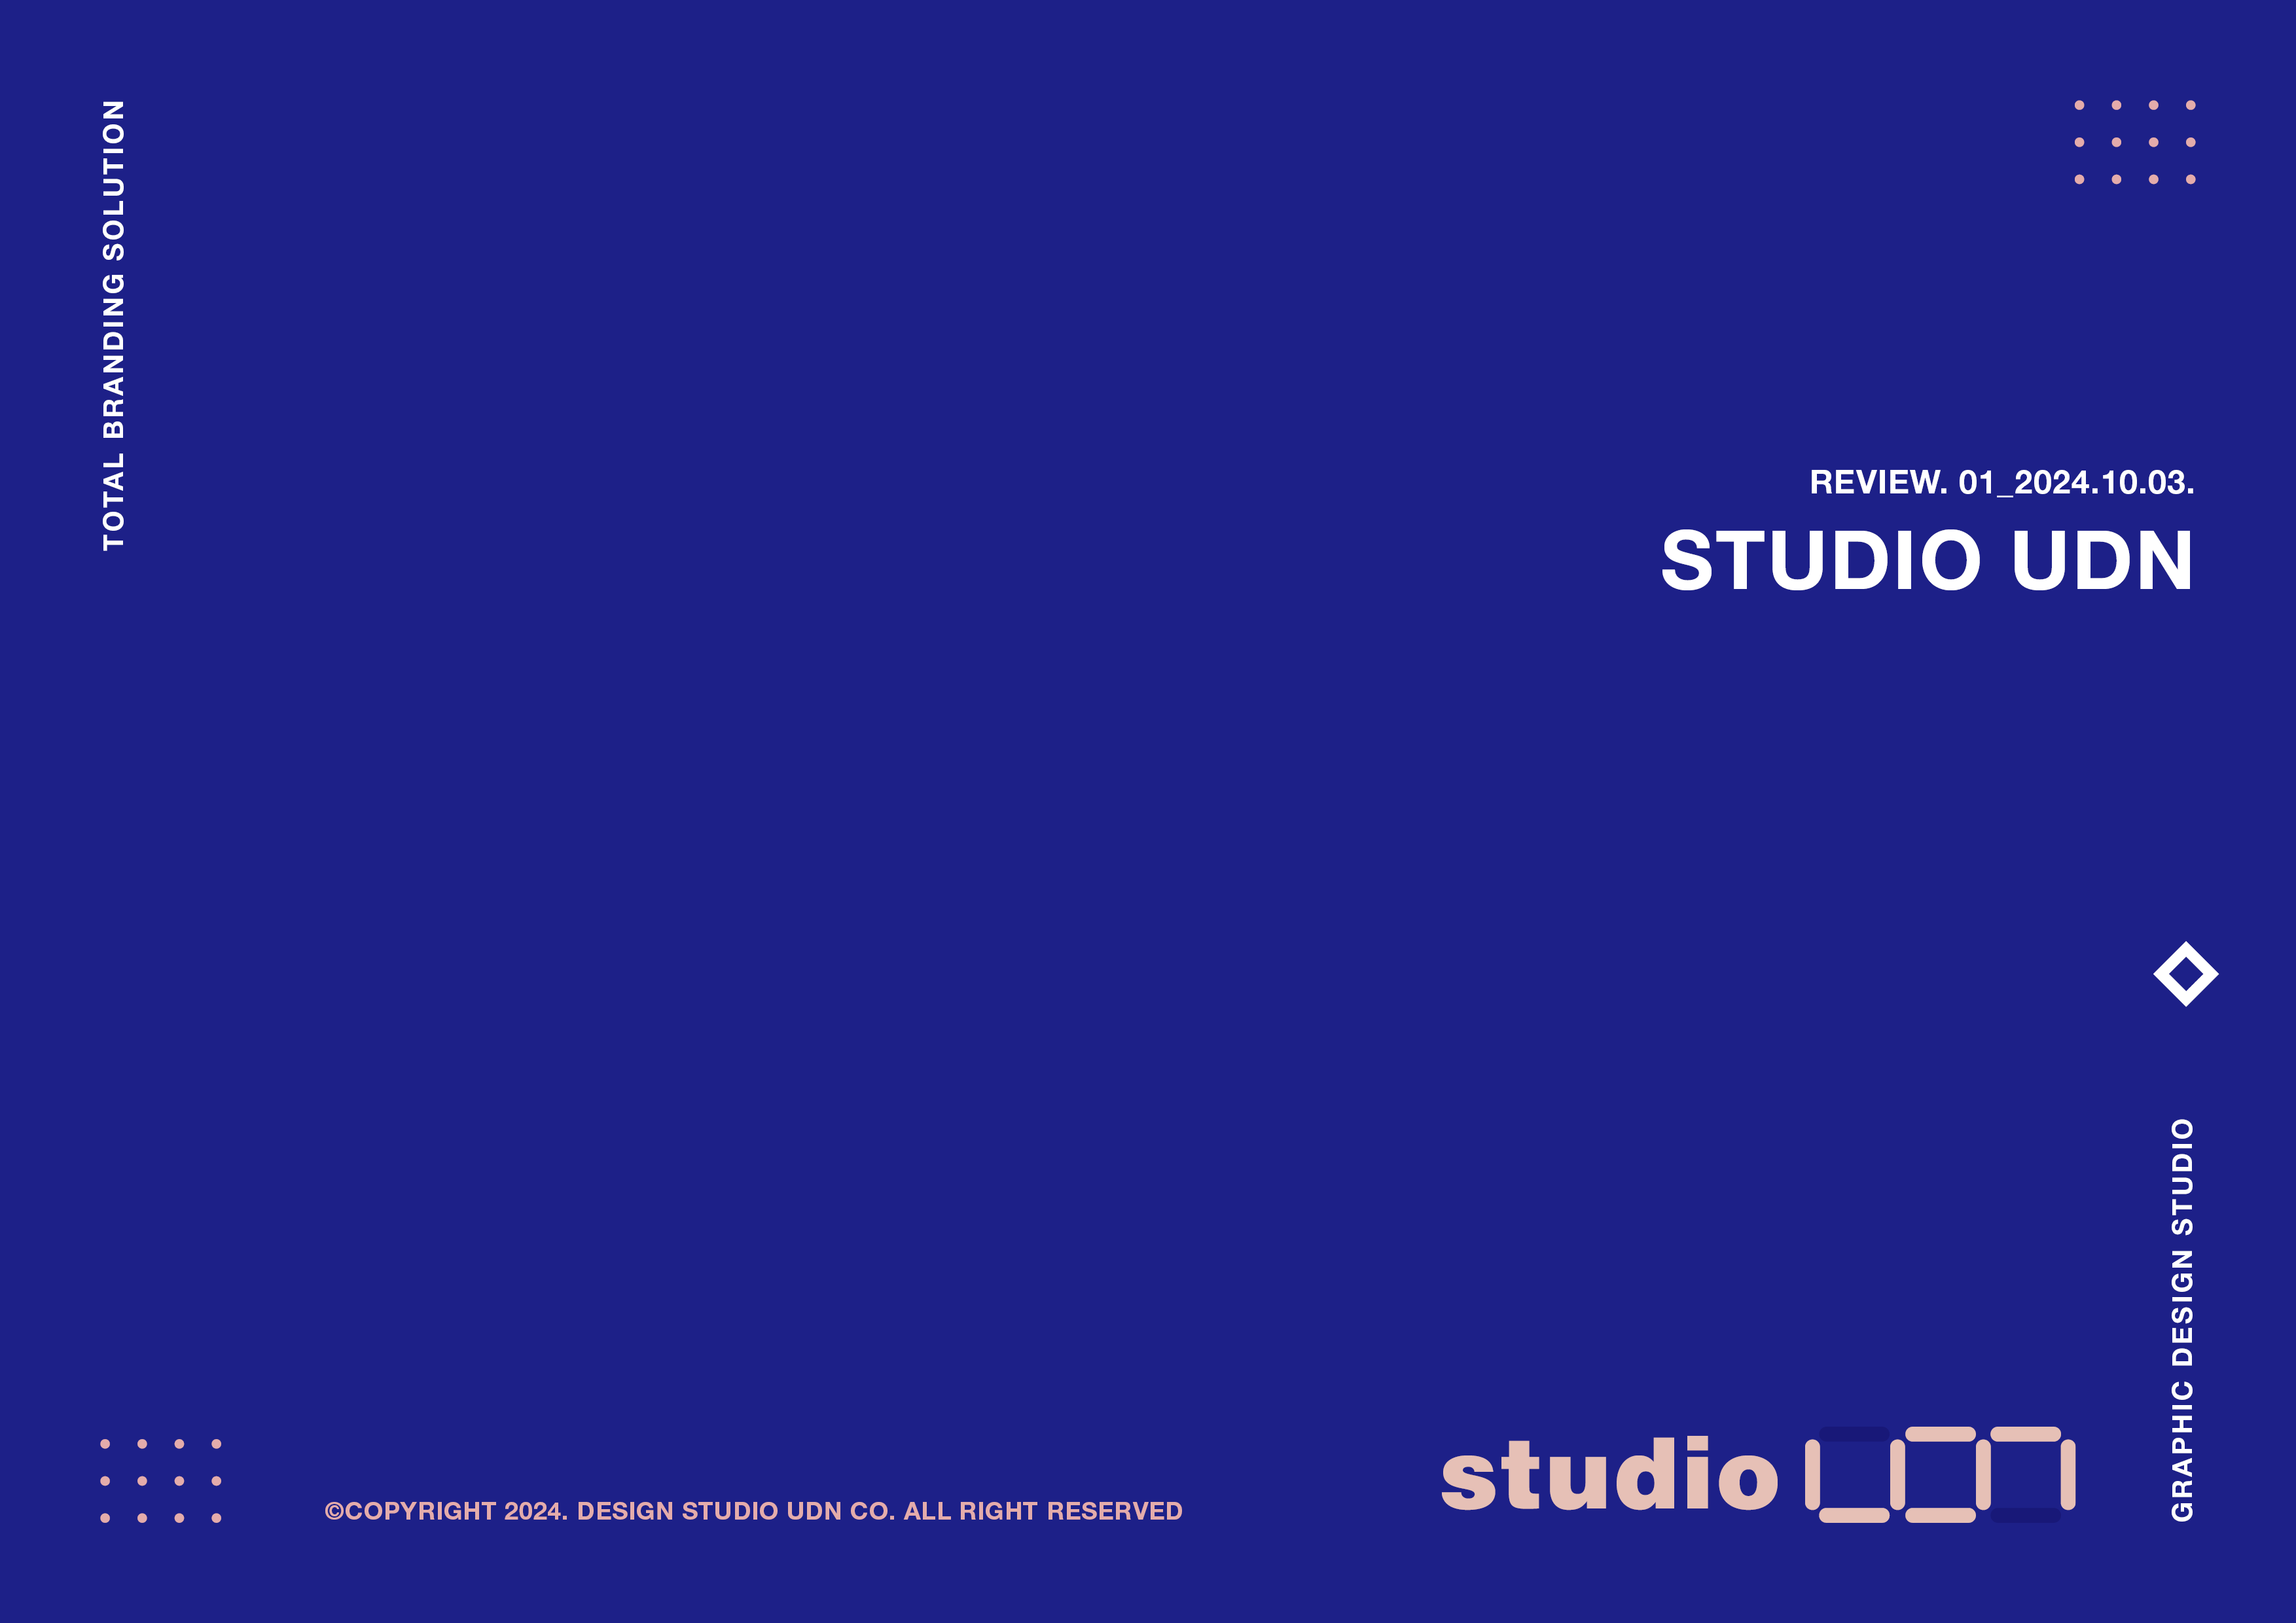 TOTAL BRANDING SOLUTION
REVIEW. 01_2024.10.03.
STUDIO UDN
GRAPHIC DESIGN STUDIO
studio udn
©COPYRIGHT 2024. DESIGN STUDIO UDN CO. ALL RIGHT RESERVED